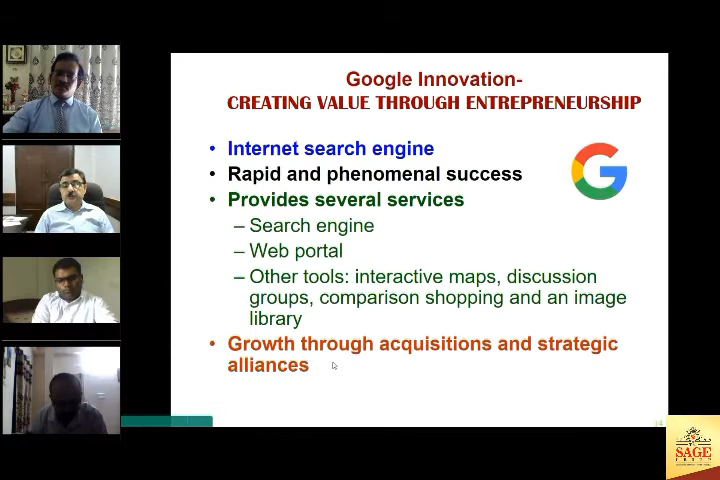 Google Innovation-
CREATING VALUE THROUGH ENTREPRENEURSHIP
• Internet search engine
• Rapid and phenomenal success
• Provides several services
– Search engine
– Web portal
– Other tools: interactive maps, discussion
groups, comparison shopping and an image
library
• Growth through acquisitions and strategic
alliances
SAGE